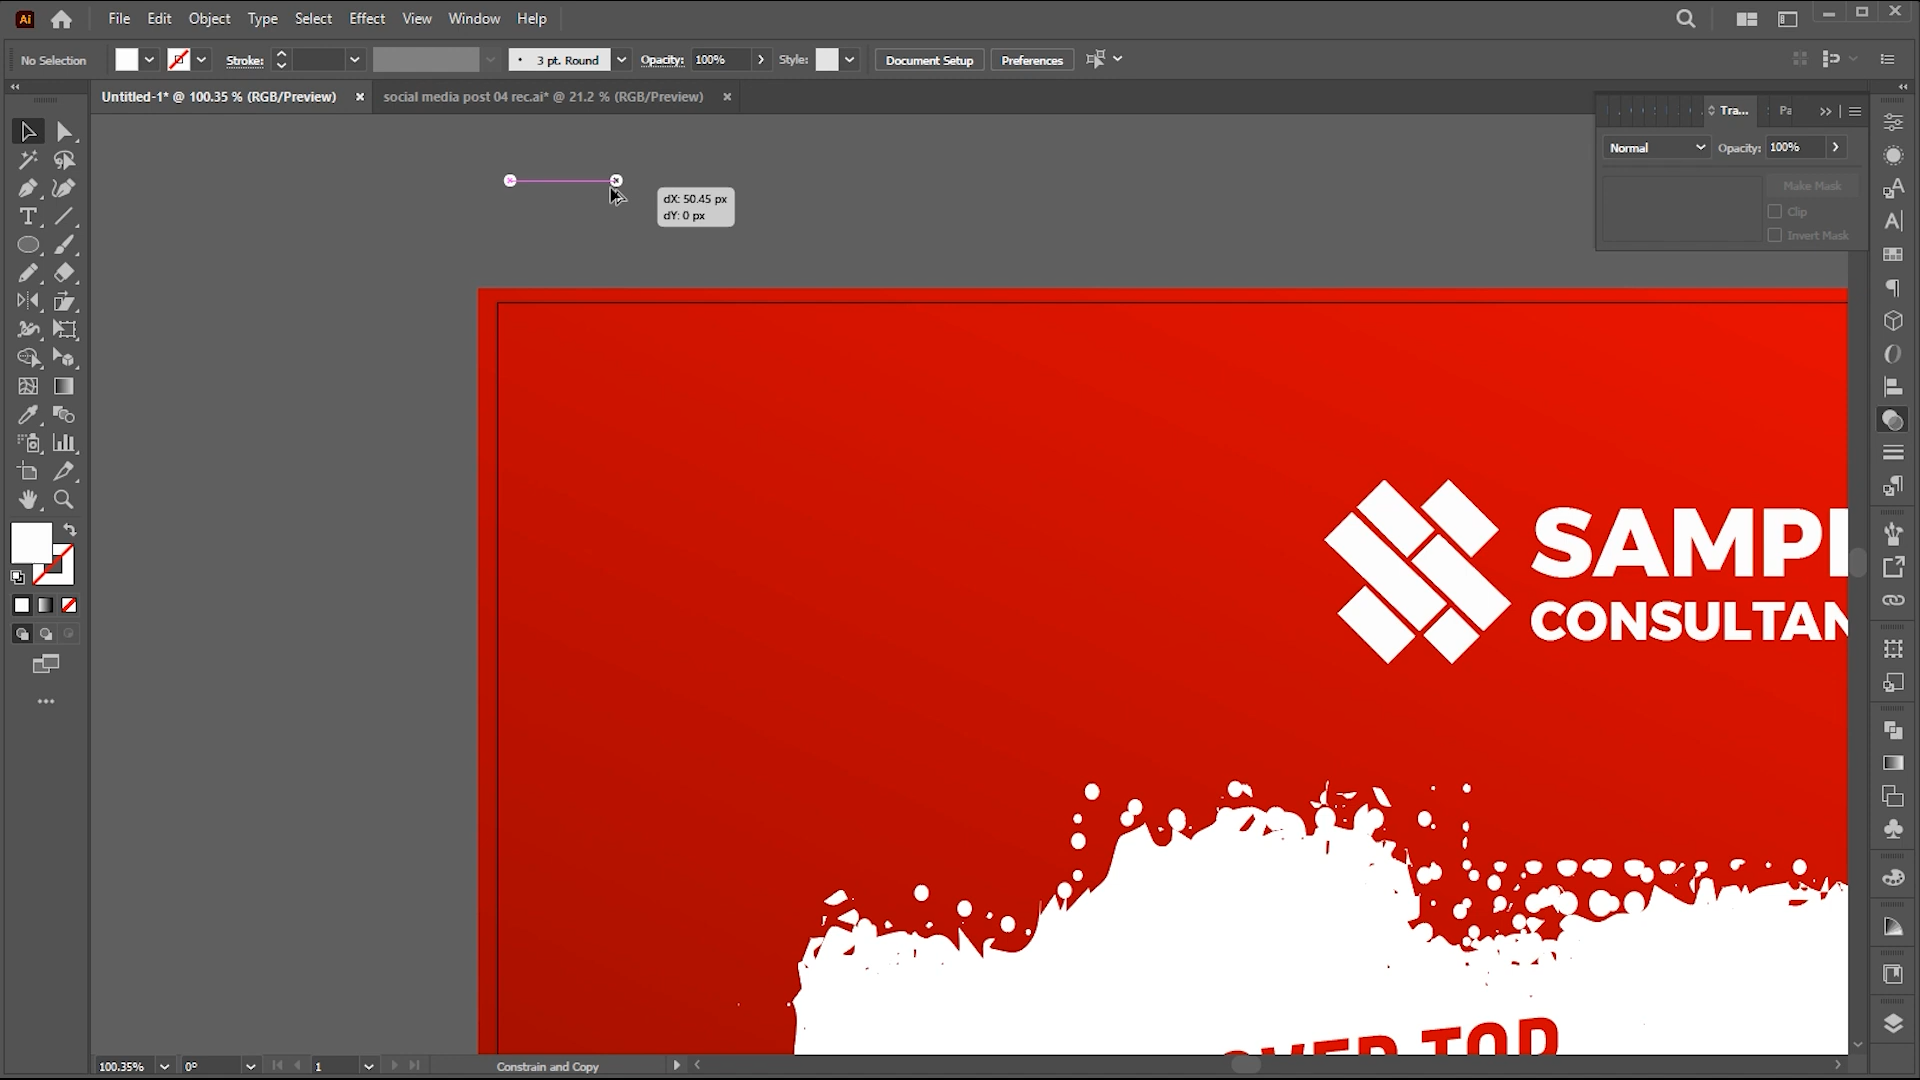 Ai File Edit Object Type Select Effect View Window Help
No Selection Stroke: 3 pt. Round Opacity: 100% Style: Document Setup Preferences
Untitled-1* @ 100.35 % (RGB/Preview) × social media post 04 rec.ai* @ 21.2 % (RGB/Preview) ×
Tra... Pa
Normal Opacity: 100%
Make Mask
Clip
Invert Mask
dX: 50.45 px
dY: 0 px
SAMPL
CONSULTAN
OVER TOP
100.35% 0° 1 Constrain and Copy